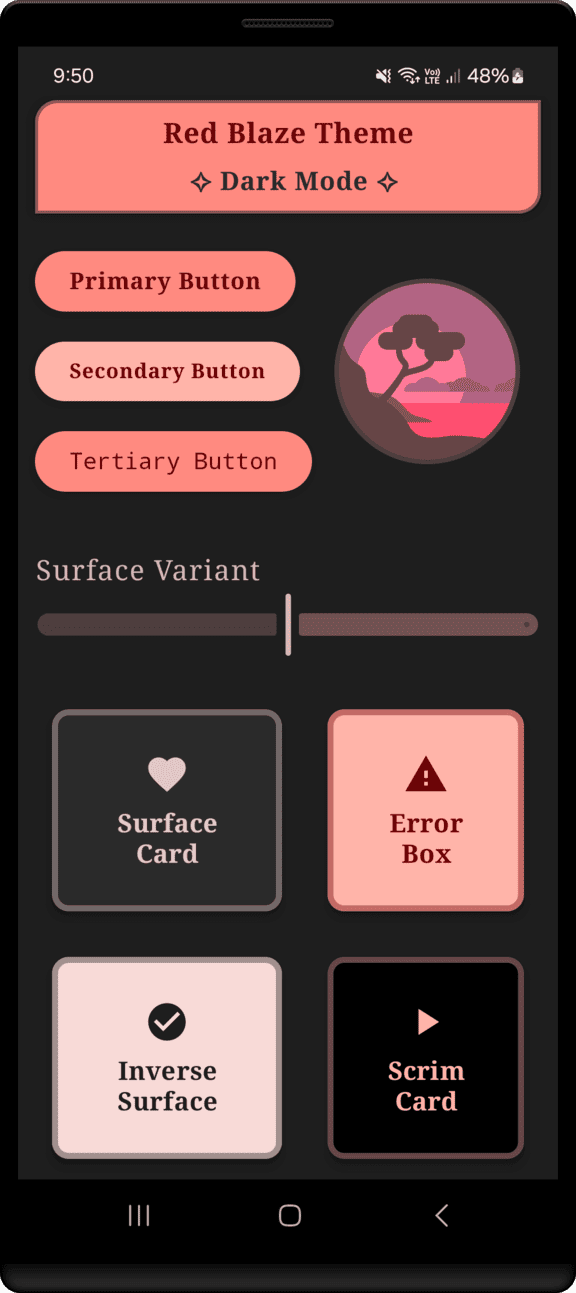 9:50
Vo)) LTE
48%
Red Blaze Theme
✧ Dark Mode ✧
Primary Button
Secondary Button
Tertiary Button
Surface Variant
Surface
Card
Error
Box
Inverse
Surface
Scrim
Card